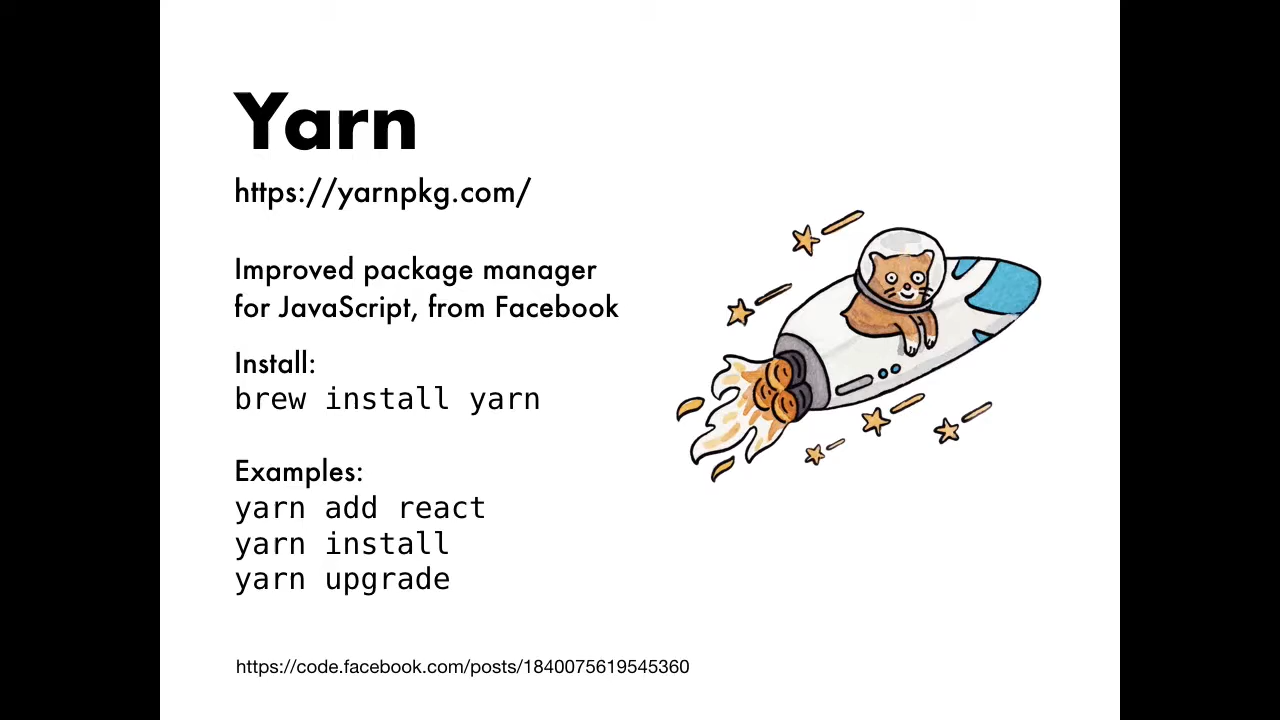 Yarn
https://yarnpkg.com/
Improved package manager
for JavaScript, from Facebook
Install:
brew install yarn
Examples:
yarn add react
yarn install
yarn upgrade
https://code.facebook.com/posts/1840075619545360